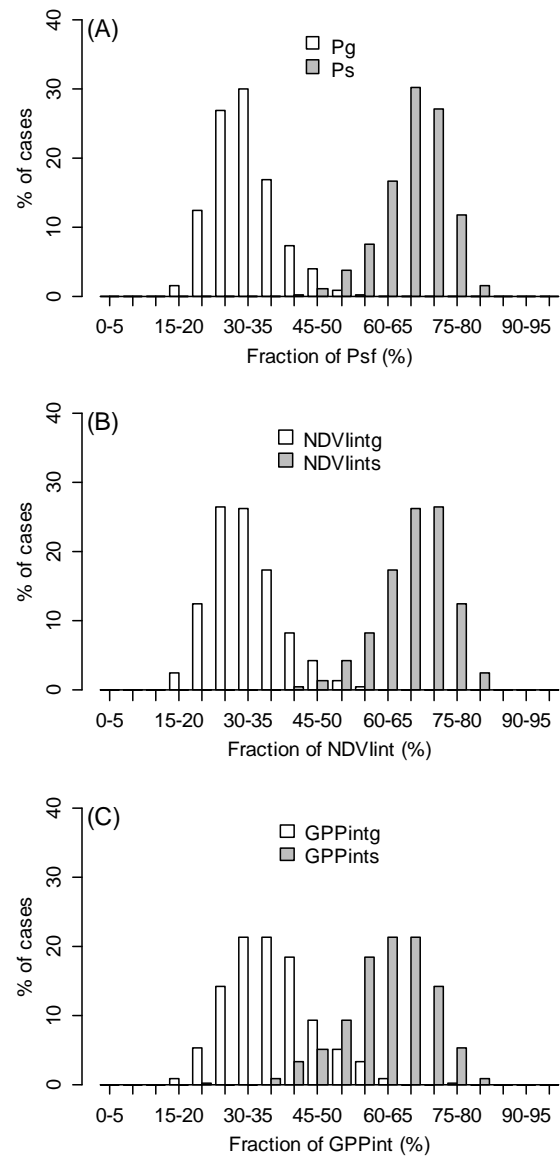 (A)
Pg
Ps
% of cases
40
30
20
10
0
0-5 15-20 30-35 45-50 60-65 75-80 90-95
Fraction of Psf (%)
(B)
NDVIintg
NDVIints
% of cases
40
30
20
10
0
0-5 15-20 30-35 45-50 60-65 75-80 90-95
Fraction of NDVIint (%)
(C)
GPPintg
GPPints
% of cases
40
30
20
10
0
0-5 15-20 30-35 45-50 60-65 75-80 90-95
Fraction of GPPint (%)